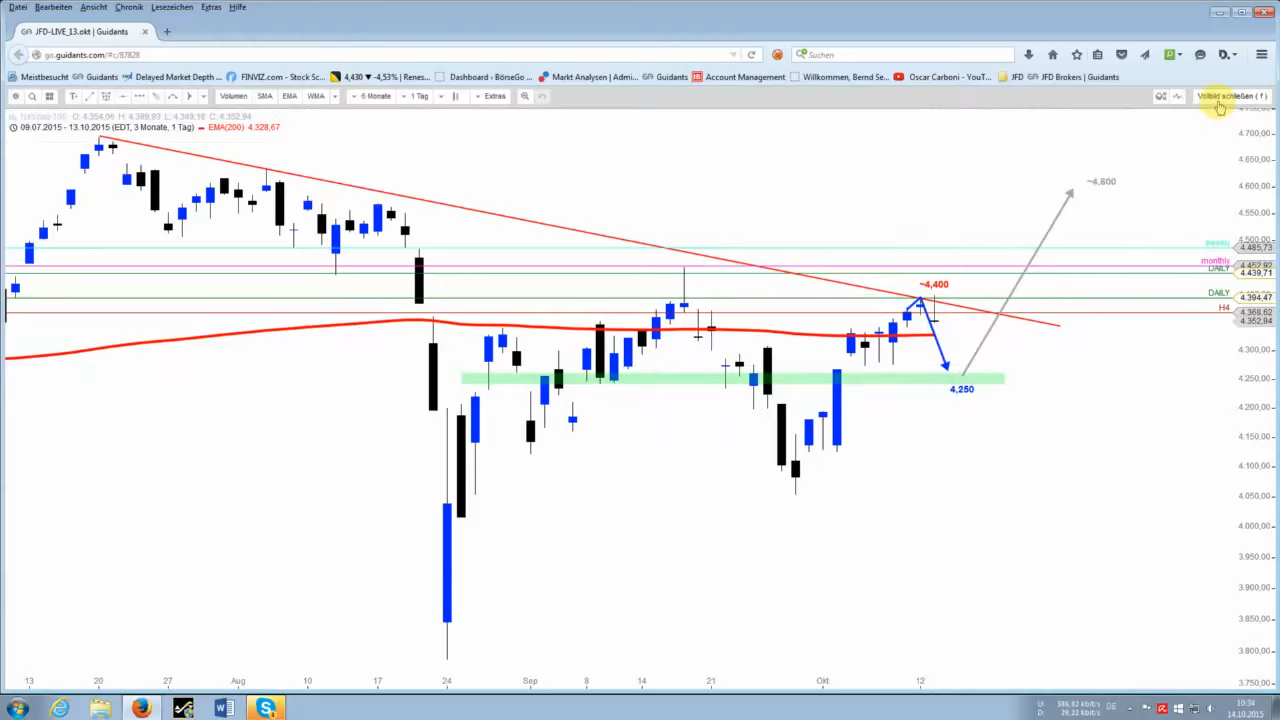 Datei Bearbeiten Ansicht Chronik Lesezeichen Extras Hilfe
JFD-LIVE_13.okt | Guidants
go.guidants.com/#c/87828
Suchen
Meistbesucht Guidants Delayed Market Depth ... FINVIZ.com - Stock Sc... 4,430 ▼ -4,53% | Renes... Dashboard ‹ BörseGo ... Markt Analysen | Admi... Guidants Account Management Willkommen, Bernd Se... Oscar Carboni - YouT... JFD JFD Brokers | Guidants
Volumen SMA EMA WMA 6 Monate 1 Tag Extras Vollbild schließen ( f )
Nasdaq-100
09.07.2015 - 13.10.2015 (EDT, 3 Monate, 1 Tag) EMA(200) 4.328,67
4.700,00
4.650,00
~4,600
4.600,00
4.550,00
4.500,00
weekly 4.485,73
monthly 4.452,92
DAILY 4.439,71
~4,400
DAILY 4.394,47
H4 4.368,62
4.352,94
4.300,00
4.250,00
4,250
4.200,00
4.150,00
4.100,00
4.050,00
4.000,00
3.950,00
3.900,00
3.850,00
3.800,00
3.750,00
13 20 27 Aug 10 17 24 Sep 8 14 21 Okt 12
U: 386,82 kbit/s
D: 28,22 kbit/s
DE
10:34
14.10.2015